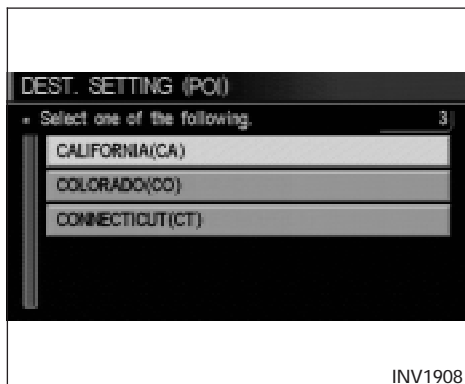 DEST. SETTING (POI)
Select one of the following. 3
CALIFORNIA(CA)
COLORADO(CO)
CONNECTICUT(CT)
INV1908